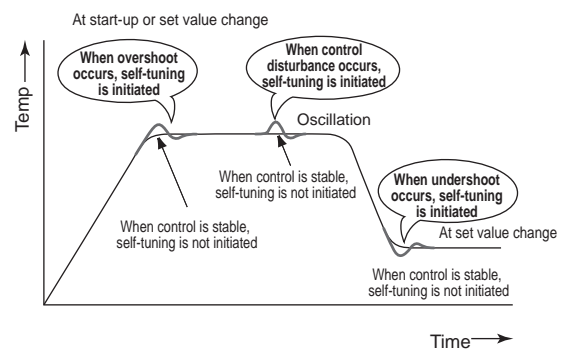 At start-up or set value change
When overshoot
occurs, self-tuning
is initiated
When control
disturbance occurs,
self-tuning is initiated
Temp
Oscillation
When control is stable,
self-tuning is not initiated
When control is stable,
self-tuning is not initiated
When undershoot
occurs, self-tuning
is initiated
At set value change
When control is stable,
self-tuning is not initiated
Time